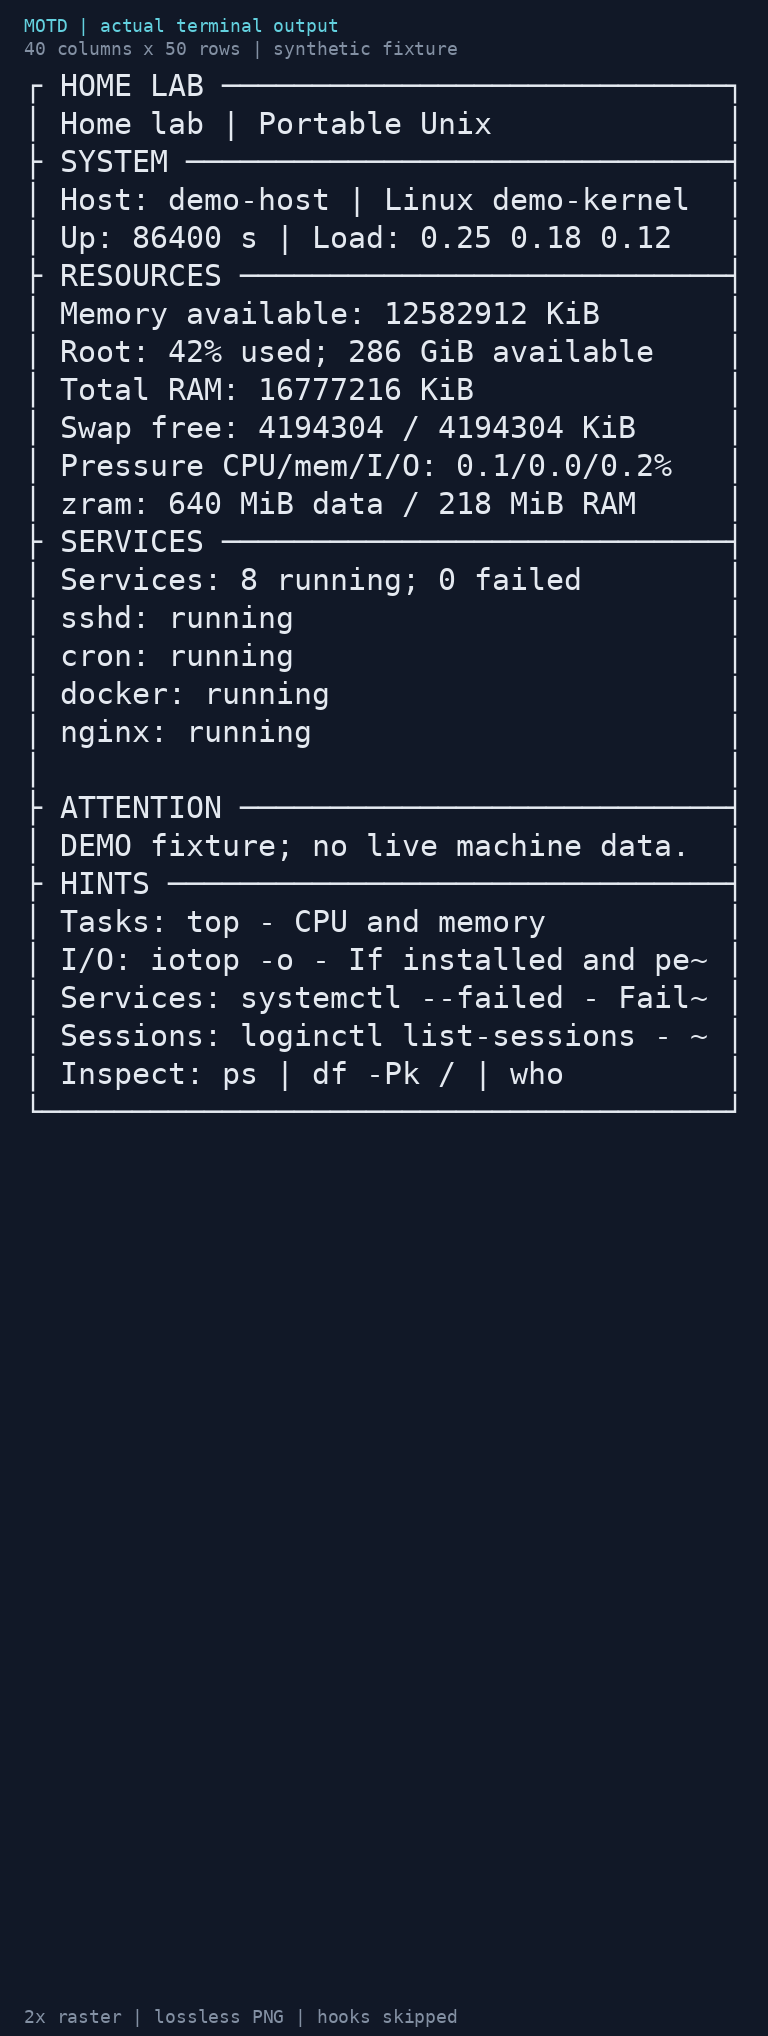 MOTD | actual terminal output
40 columns x 50 rows | synthetic fixture
┌ HOME LAB ────────────────────────────┐
│ Home lab | Portable Unix             │
├ SYSTEM ──────────────────────────────┤
│ Host: demo-host | Linux demo-kernel  │
│ Up: 86400 s | Load: 0.25 0.18 0.12   │
├ RESOURCES ───────────────────────────┤
│ Memory available: 12582912 KiB       │
│ Root: 42% used; 286 GiB available    │
│ Total RAM: 16777216 KiB              │
│ Swap free: 4194304 / 4194304 KiB     │
│ Pressure CPU/mem/I/O: 0.1/0.0/0.2%   │
│ zram: 640 MiB data / 218 MiB RAM     │
├ SERVICES ────────────────────────────┤
│ Services: 8 running; 0 failed        │
│ sshd: running                        │
│ cron: running                        │
│ docker: running                      │
│ nginx: running                       │
│                                      │
├ ATTENTION ───────────────────────────┤
│ DEMO fixture; no live machine data.  │
├ HINTS ───────────────────────────────┤
│ Tasks: top - CPU and memory          │
│ I/O: iotop -o - If installed and pe~ │
│ Services: systemctl --failed - Fail~ │
│ Sessions: loginctl list-sessions - ~ │
│ Inspect: ps | df -Pk / | who         │
└──────────────────────────────────────┘
2x raster | lossless PNG | hooks skipped